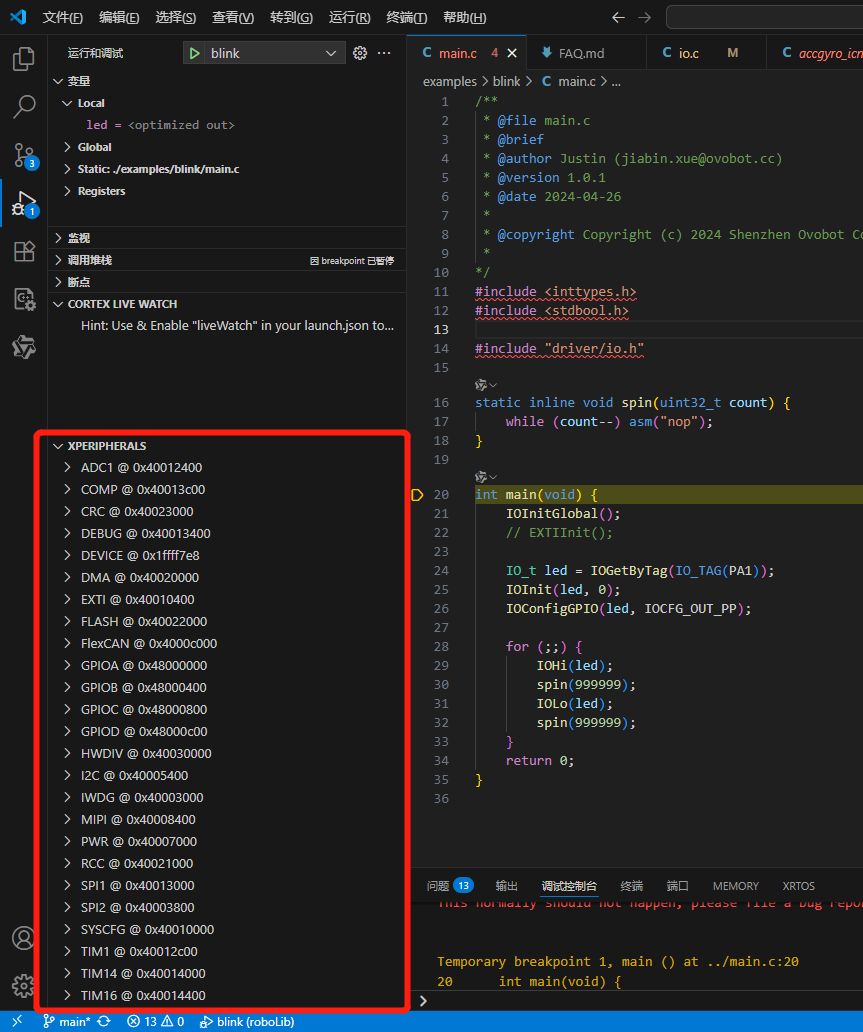 文件(F) 编辑(E) 选择(S) 查看(V) 转到(G) 运行(R) 终端(T) 帮助(H)
运行和调试 blink
变量
Local
led = <optimized out>
Global
Static: ./examples/blink/main.c
Registers
监视
调用堆栈 因 breakpoint 已暂停
断点
CORTEX LIVE WATCH
Hint: Use & Enable "liveWatch" in your launch.json to...
XPERIPHERALS
ADC1 @ 0x40012400
COMP @ 0x40013c00
CRC @ 0x40023000
DEBUG @ 0x40013400
DEVICE @ 0x1ffff7e8
DMA @ 0x40020000
EXTI @ 0x40010400
FLASH @ 0x40022000
FlexCAN @ 0x4000c000
GPIOA @ 0x48000000
GPIOB @ 0x48000400
GPIOC @ 0x48000800
GPIOD @ 0x48000c00
HWDIV @ 0x40030000
I2C @ 0x40005400
IWDG @ 0x40003000
MIPI @ 0x40008400
PWR @ 0x40007000
RCC @ 0x40021000
SPI1 @ 0x40013000
SPI2 @ 0x40003800
SYSCFG @ 0x40010000
TIM1 @ 0x40012c00
TIM14 @ 0x40014000
TIM16 @ 0x40014400
3
1
C main.c 4 FAQ.md C io.c M C accgyro_icn
examples > blink > C main.c > ...
1 /**
2 * @file main.c
3 * @brief
4 * @author Justin (jiabin.xue@ovobot.cc)
5 * @version 1.0.1
6 * @date 2024-04-26
7 *
8 * @copyright Copyright (c) 2024 Shenzhen Ovobot Co
9 *
10 */
11 #include <inttypes.h>
12 #include <stdbool.h>
13
14 #include "driver/io.h"
15
16 static inline void spin(uint32_t count) {
17 while (count--) asm("nop");
18 }
19
20 int main(void) {
21 IOInitGlobal();
22 // EXTIInit();
23
24 IO_t led = IOGetByTag(IO_TAG(PA1));
25 IOInit(led, 0);
26 IOConfigGPIO(led, IOCFG_OUT_PP);
27
28 for (;;) {
29 IOHi(led);
30 spin(999999);
31 IOLo(led);
32 spin(999999);
33 }
34 return 0;
35 }
36
问题 13 输出 调试控制台 终端 端口 MEMORY XRTOS
This normally should not happen, please file a bug repor
Temporary breakpoint 1, main () at ../main.c:20
20 int main(void) {
main* 13 0 blink (roboLib)